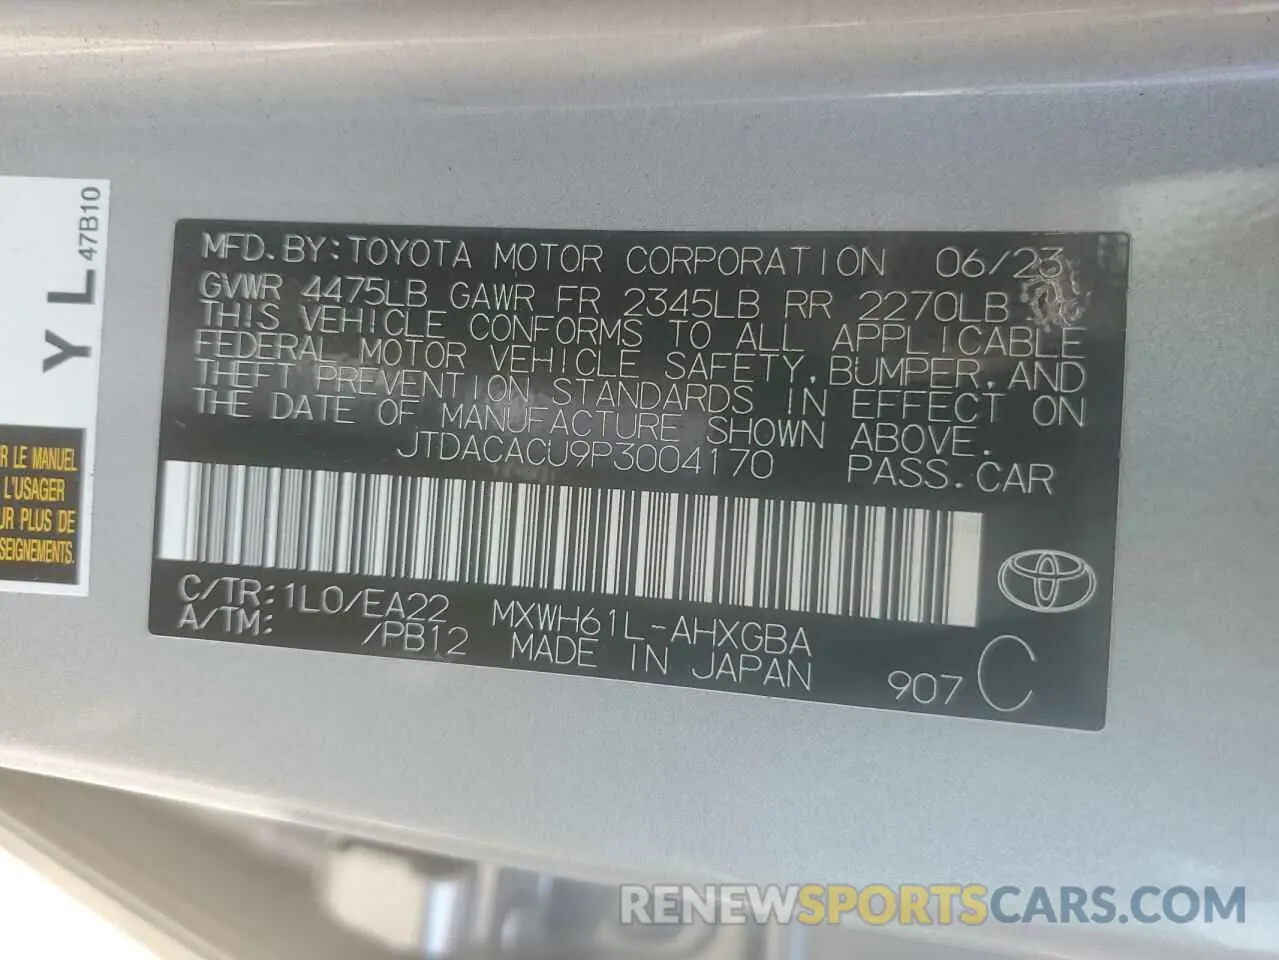 MFD. BY: TOYOTA MOTOR CORPORATION 06/23
GVWR 4475LB GAWR FR 2345LB RR 2270LB
THIS VEHICLE CONFORMS TO ALL APPLICABLE
FEDERAL MOTOR VEHICLE SAFETY, BUMPER, AND
THEFT PREVENTION STANDARDS IN EFFECT ON
THE DATE OF MANUFACTURE SHOWN ABOVE.
JTDACACU9P3004170 PASS. CAR
C/TR: 1L0/EA22 MXWH61L-AHXGBA
A/TM: /PB12 MADE IN JAPAN 907 C
Y L 47B10
LE MANUEL
L'USAGER
PLUS DE
RENEWSPORTSCARS.COM